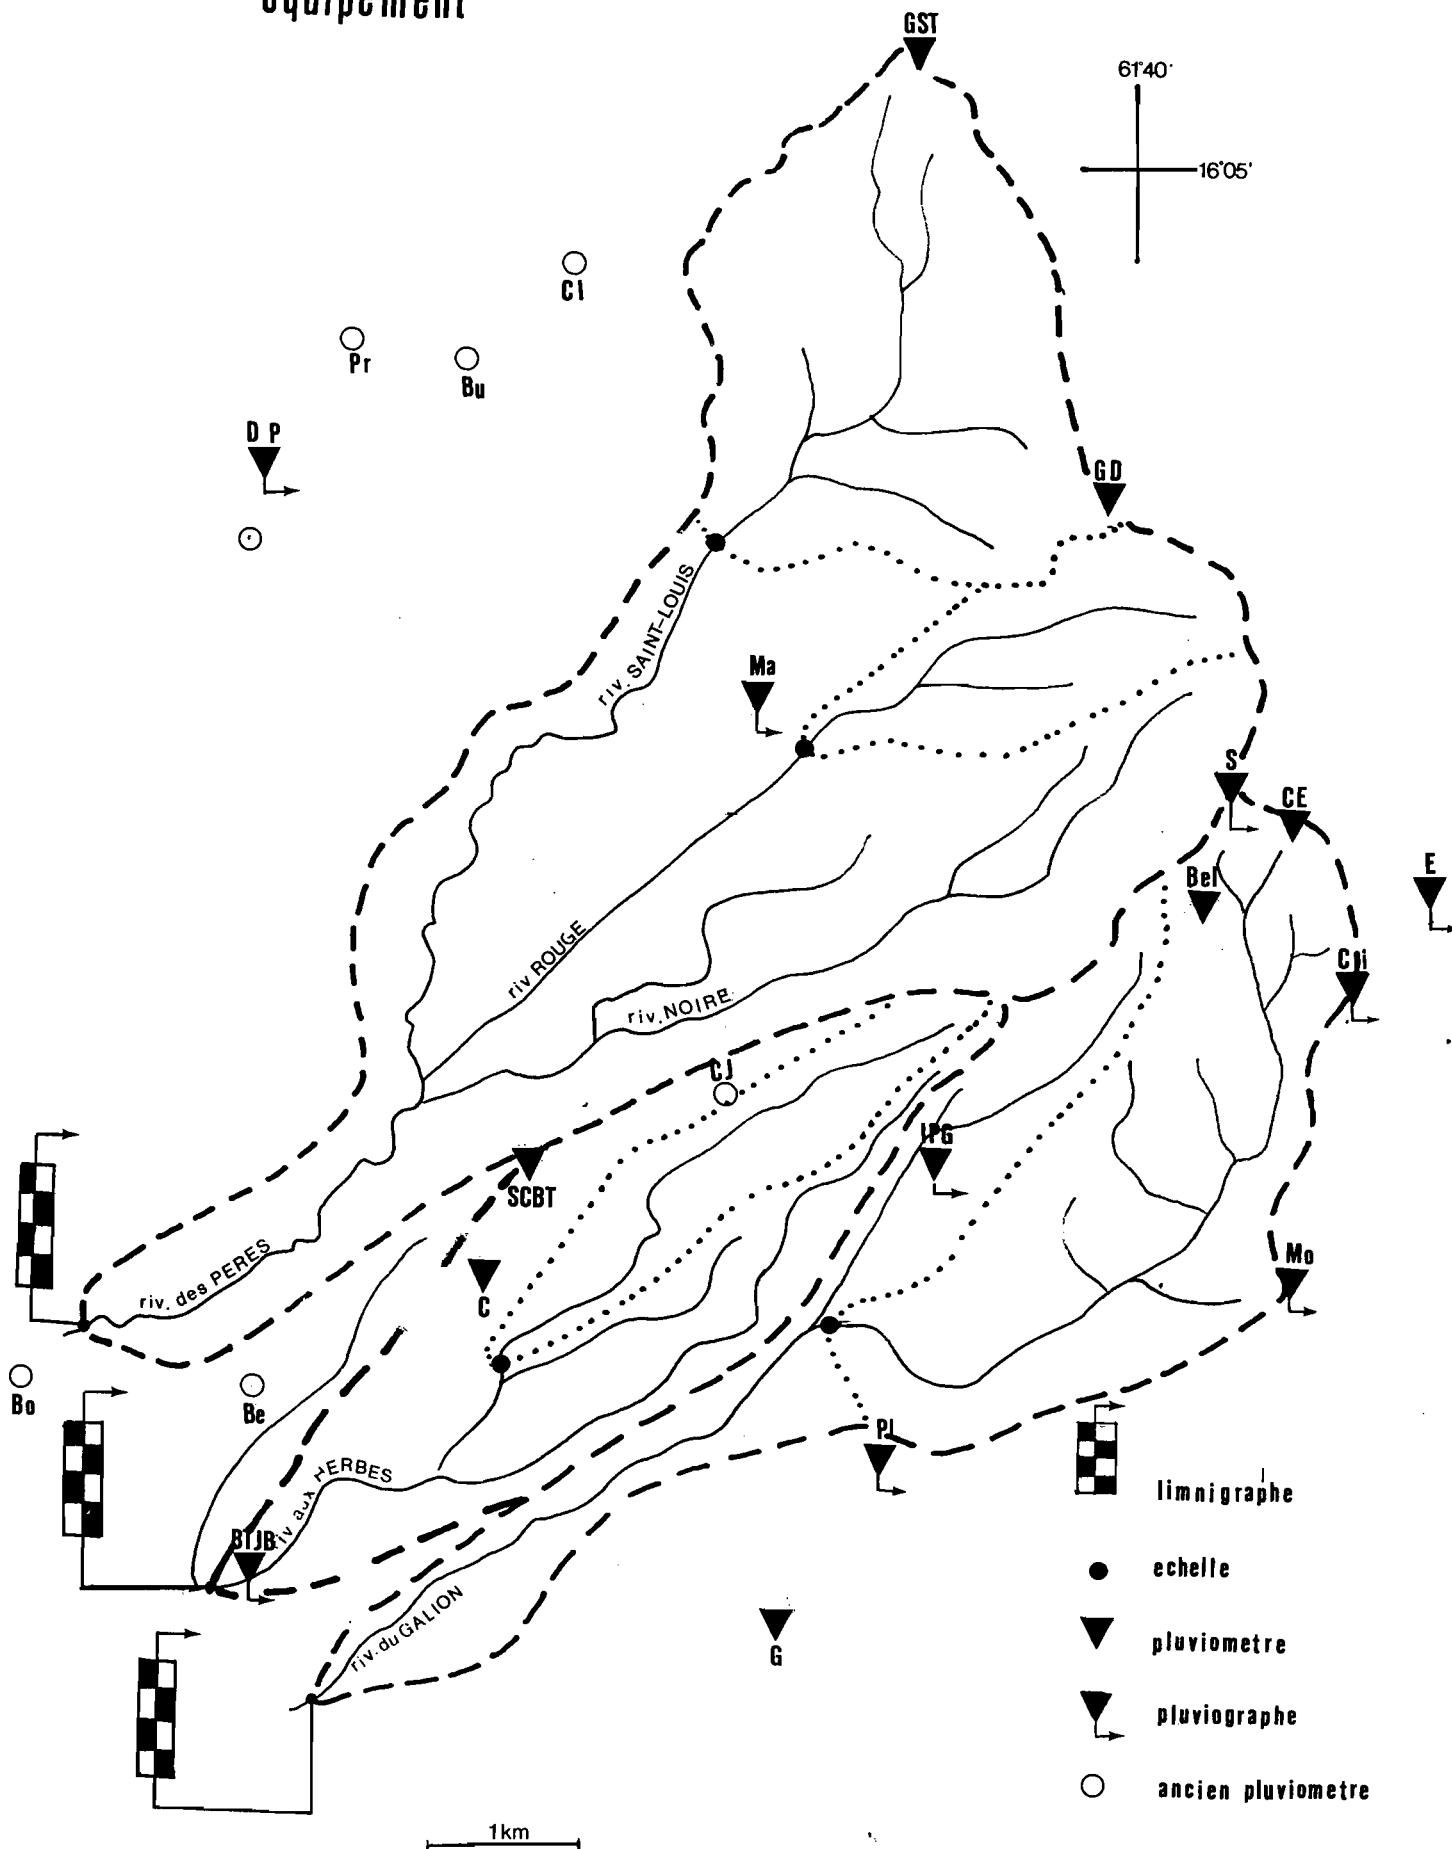 équipement
GST
61°40'
16°05'
Cl
Pr
Bu
D P
GD
riv. SAINT-LOUIS
Ma
S
CE
Bel
E
riv ROUGE
riv. NOIRE
CJ
IPG
SCBT
C
Mo
riv. des PERES
Bo
Be
riv aux HERBES
BTJB
PI
riv. du GALION
G
limnigraphe
echelle
pluviometre
pluviographe
ancien pluviometre
1km